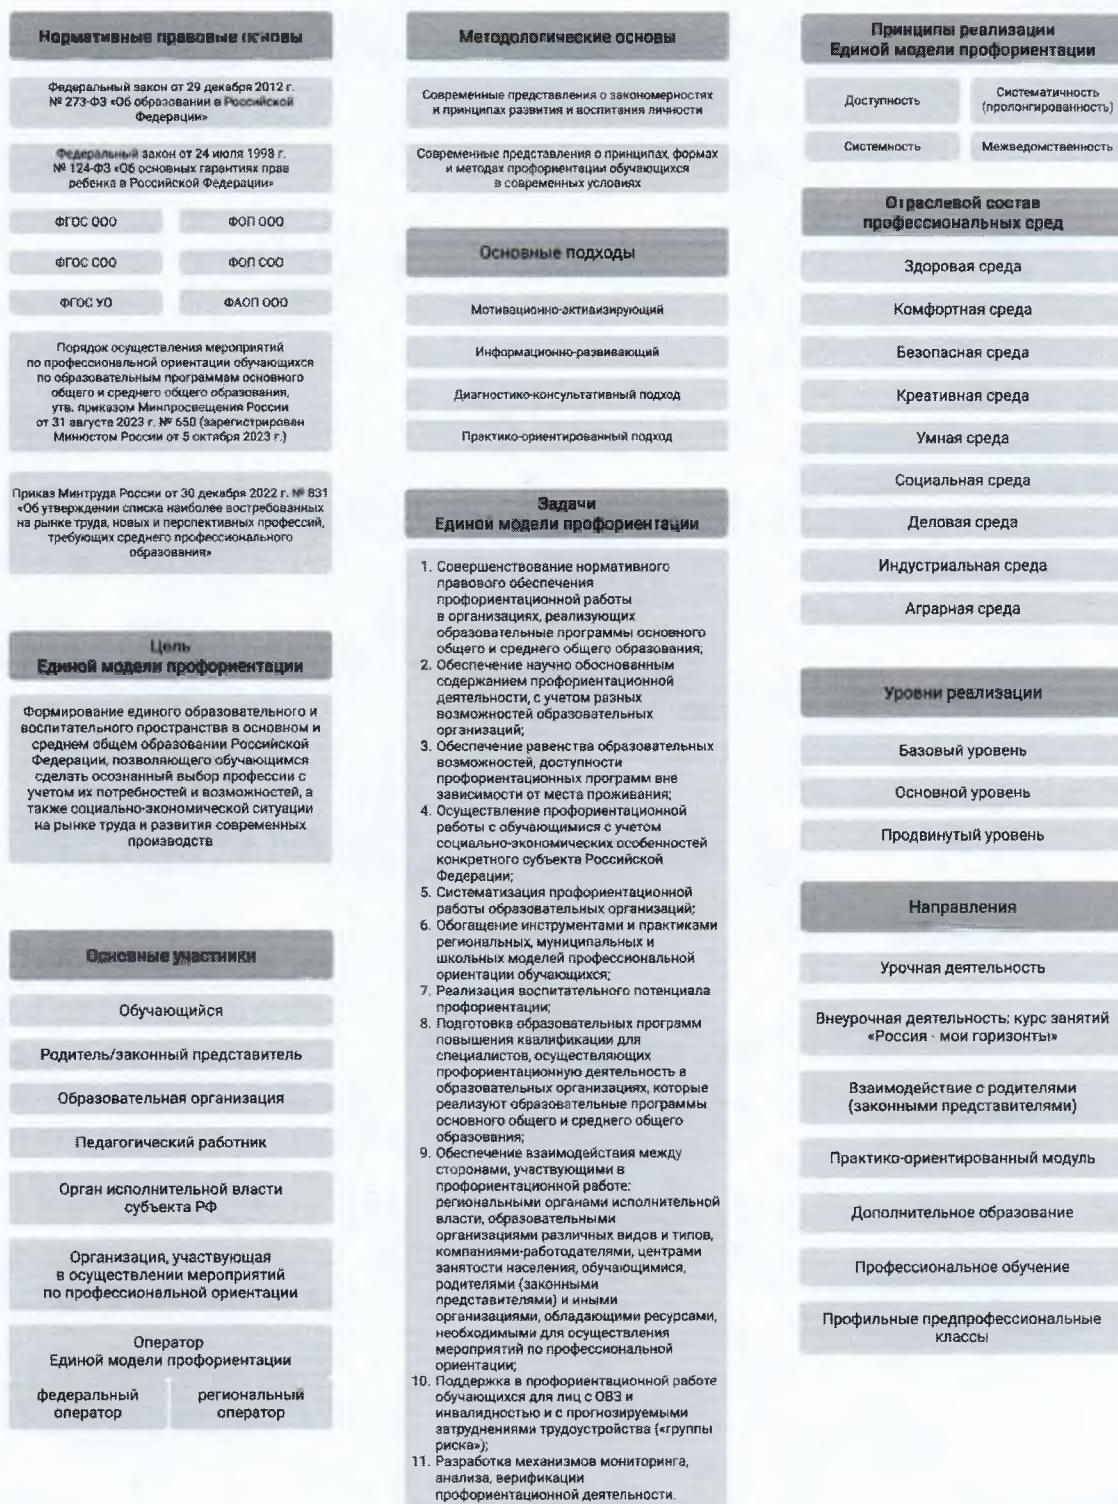 Нормативные правовые основы
Федеральный закон от 29 декабря 2012 г.
№ 273-ФЗ «Об образовании в Российской
Федерации»
Федеральный закон от 24 июля 1998 г.
№ 124-ФЗ «Об основных гарантиях прав
ребенка в Российской Федерации»
ФГОС ООО
ФОП ООО
ФГОС СОО
ФОП СОО
ФГОС УО
ФАОП ООО
Порядок осуществления мероприятий
по профессиональной ориентации обучающихся
по образовательным программам основного
общего и среднего общего образования,
утв. приказом Минпросвещения России
от 31 августа 2023 г. № 650 (зарегистрирован
Минюстом России от 5 октября 2023 г.)
Приказ Минтруда России от 30 декабря 2022 г. № 831
«Об утверждении списка наиболее востребованных
на рынке труда, новых и перспективных профессий,
требующих среднего профессионального
образования»
Цель
Единой модели профориентации
Формирование единого образовательного и
воспитательного пространства в основном и
среднем общем образовании Российской
Федерации, позволяющего обучающимся
сделать осознанный выбор профессии с
учетом их потребностей и возможностей, а
также социально-экономической ситуации
на рынке труда и развития современных
производств
Основные участники
Обучающийся
Родитель/законный представитель
Образовательная организация
Педагогический работник
Орган исполнительной власти
субъекта РФ
Организация, участвующая
в осуществлении мероприятий
по профессиональной ориентации
Оператор
Единой модели профориентации
федеральный
оператор
региональный
оператор
Методологические основы
Современные представления о закономерностях
и принципах развития и воспитания личности
Современные представления о принципах, формах
и методах профориентации обучающихся
в современных условиях
Основные подходы
Мотивационно-активизирующий
Информационно-развивающий
Диагностико-консультативный подход
Практико-ориентированный подход
Задачи
Единой модели профориентации
1. Совершенствование нормативного
правового обеспечения
профориентационной работы
в организациях, реализующих
образовательные программы основного
общего и среднего общего образования;
2. Обеспечение научно обоснованным
содержанием профориентационной
деятельности, с учетом разных
возможностей образовательных
организаций;
3. Обеспечение равенства образовательных
возможностей, доступности
профориентационных программ вне
зависимости от места проживания;
4. Осуществление профориентационной
работы с обучающимися с учетом
социально-экономических особенностей
конкретного субъекта Российской
Федерации;
5. Систематизация профориентационной
работы образовательных организаций;
6. Обогащение инструментами и практиками
региональных, муниципальных и
школьных моделей профессиональной
ориентации обучающихся;
7. Реализация воспитательного потенциала
профориентации;
8. Подготовка образовательных программ
повышения квалификации для
специалистов, осуществляющих
профориентационную деятельность в
образовательных организациях, которые
реализуют образовательные программы
основного общего и среднего общего
образования;
9. Обеспечение взаимодействия между
сторонами, участвующими в
профориентационной работе:
региональными органами исполнительной
власти, образовательными
организациями различных видов и типов,
компаниями-работодателями, центрами
занятости населения, обучающимися,
родителями (законными
представителями) и иными
организациями, обладающими ресурсами,
необходимыми для осуществления
мероприятий по профессиональной
ориентации;
10. Поддержка в профориентационной работе
обучающихся для лиц с ОВЗ и
инвалидностью и с прогнозируемыми
затруднениями трудоустройства («группы
риска»);
11. Разработка механизмов мониторинга,
анализа, верификации
профориентационной деятельности.
Принципы реализации
Единой модели профориентации
Доступность
Систематичность
(пролонгированность)
Системность
Межведомственность
Отраслевой состав
профессиональных сред
Здоровая среда
Комфортная среда
Безопасная среда
Креативная среда
Умная среда
Социальная среда
Деловая среда
Индустриальная среда
Аграрная среда
Уровни реализации
Базовый уровень
Основной уровень
Продвинутый уровень
Направления
Урочная деятельность
Внеурочная деятельность: курс занятий
«Россия - мои горизонты»
Взаимодействие с родителями
(законными представителями)
Практико-ориентированный модуль
Дополнительное образование
Профессиональное обучение
Профильные предпрофессиональные
классы